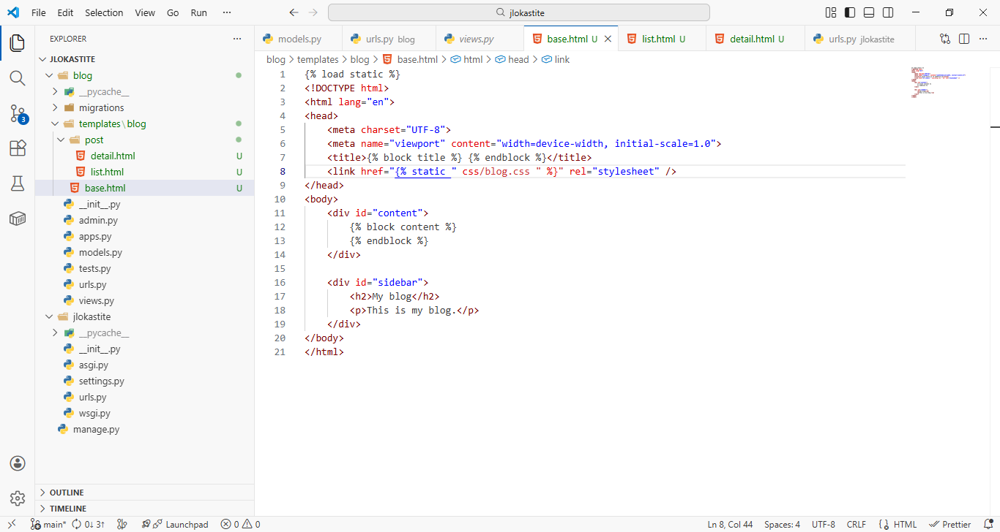 File Edit Selection View Go Run ··· jlokastite
EXPLORER ···
JLOKASTITE
blog
__pycache__
migrations
templates\blog
post
detail.html U
list.html U
base.html U
__init__.py
admin.py
apps.py
models.py
tests.py
urls.py
views.py
jlokastite
__pycache__
__init__.py
asgi.py
settings.py
urls.py
wsgi.py
manage.py
OUTLINE
TIMELINE
3
models.py urls.py blog views.py base.html U list.html U detail.html U urls.py jlokastite ···
blog > templates > blog > base.html > html > head > link
1 {% load static %}
2 <!DOCTYPE html>
3 <html lang="en">
4 <head>
5 <meta charset="UTF-8">
6 <meta name="viewport" content="width=device-width, initial-scale=1.0">
7 <title>{% block title %} {% endblock %}</title>
8 <link href="{% static " css/blog.css " %}" rel="stylesheet" />
9 </head>
10 <body>
11 <div id="content">
12 {% block content %}
13 {% endblock %}
14 </div>
15
16 <div id="sidebar">
17 <h2>My blog</h2>
18 <p>This is my blog.</p>
19 </div>
20 </body>
21 </html>
main* 0↓ 3↑ Launchpad 0 0 Ln 8, Col 44 Spaces: 4 UTF-8 CRLF HTML Prettier